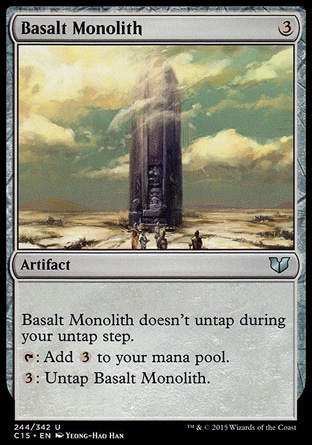 Basalt Monolith 3
Artifact
Basalt Monolith doesn't untap during
your untap step.
: Add 3 to your mana pool.
3: Untap Basalt Monolith.
244/342 U
C15 • EN Yeong-Hao Han
™ & © 2015 Wizards of the Coast